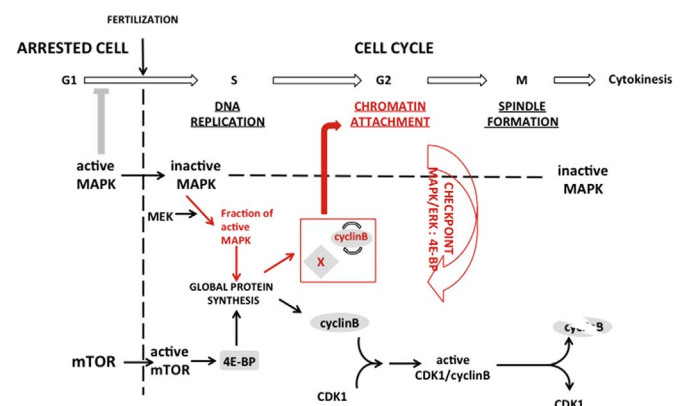 FERTILIZATION
ARRESTED CELL
CELL CYCLE
G1
S
G2
M
Cytokinesis
DNA
REPLICATION
CHROMATIN
ATTACHMENT
SPINDLE
FORMATION
active
MAPK
inactive
MAPK
inactive
MAPK
MEK
Fraction of
active
MAPK
cyclinB
X
CHECKPOINT
MAPK/ERK : 4E-BP
GLOBAL PROTEIN
SYNTHESIS
cyclinB
mTOR
active
mTOR
4E-BP
CDK1
active
CDK1/cyclinB
CDK1